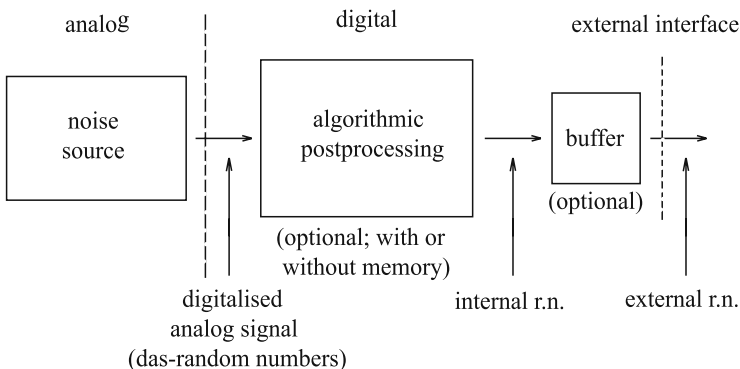 analog
digital
external interface
noise
source
algorithmic
postprocessing
buffer
(optional)
(optional; with or
without memory)
digitalised
analog signal
(das-random numbers)
internal r.n.
external r.n.